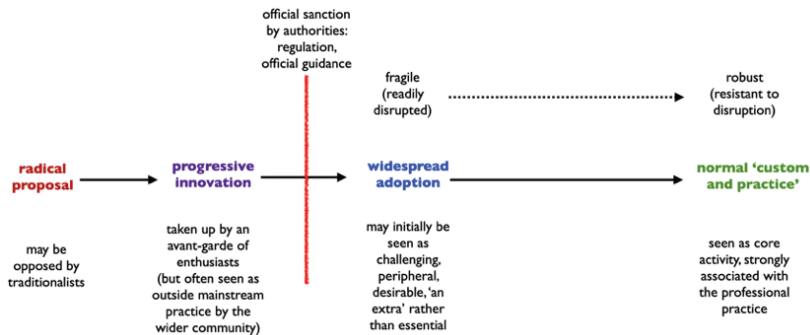 official sanction
by authorities:
regulation,
official guidance
fragile
(readily
disrupted)
robust
(resistant to
disruption)
radical
proposal
progressive
innovation
widespread
adoption
normal ‘custom
and practice’
may be
opposed by
traditionalists
taken up by an
avant-garde of
enthusiasts
(but often seen as
outside mainstream
practice by the
wider community)
may initially be
seen as
challenging,
peripheral,
desirable, ‘an
extra’ rather
than essential
seen as core
activity, strongly
associated with
the professional
practice